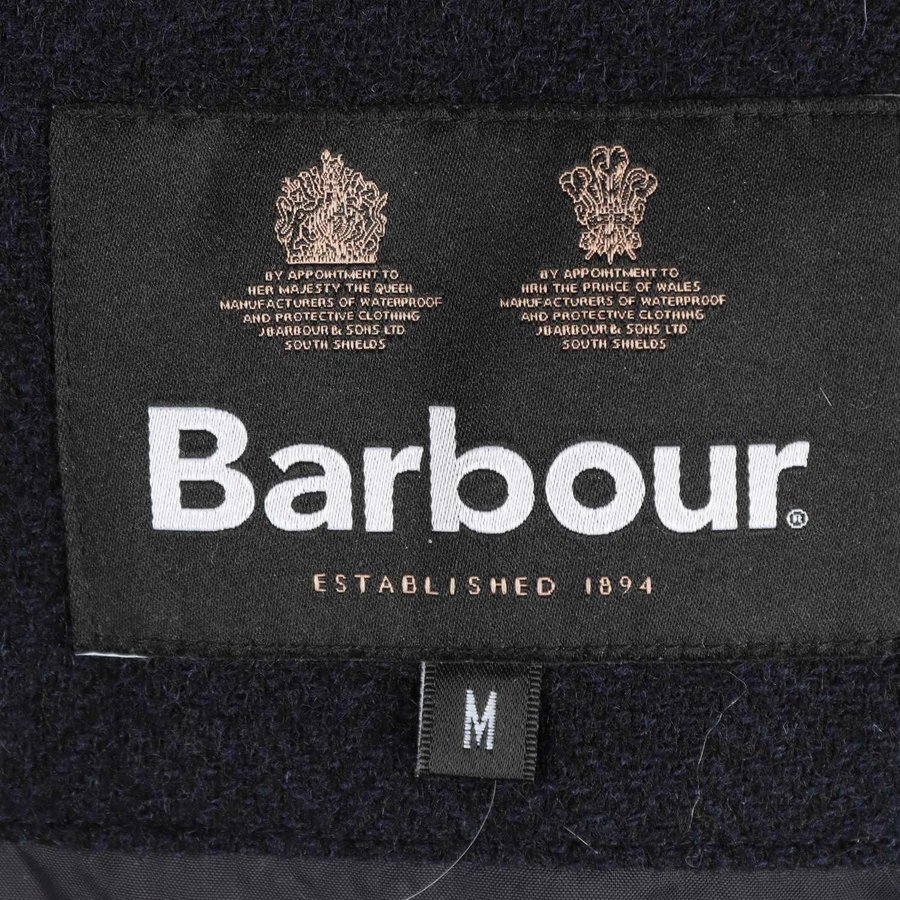 BY APPOINTMENT TO
HER MAJESTY THE QUEEN
MANUFACTURERS OF WATERPROOF
AND PROTECTIVE CLOTHING
JBARBOUR & SONS LTD
SOUTH SHIELDS
BY APPOINTMENT TO
HRH THE PRINCE OF WALES
MANUFACTURERS OF WATERPROOF
AND PROTECTIVE CLOTHING
JBARBOUR & SONS LTD
SOUTH SHIELDS
Barbour®
ESTABLISHED 1894
M